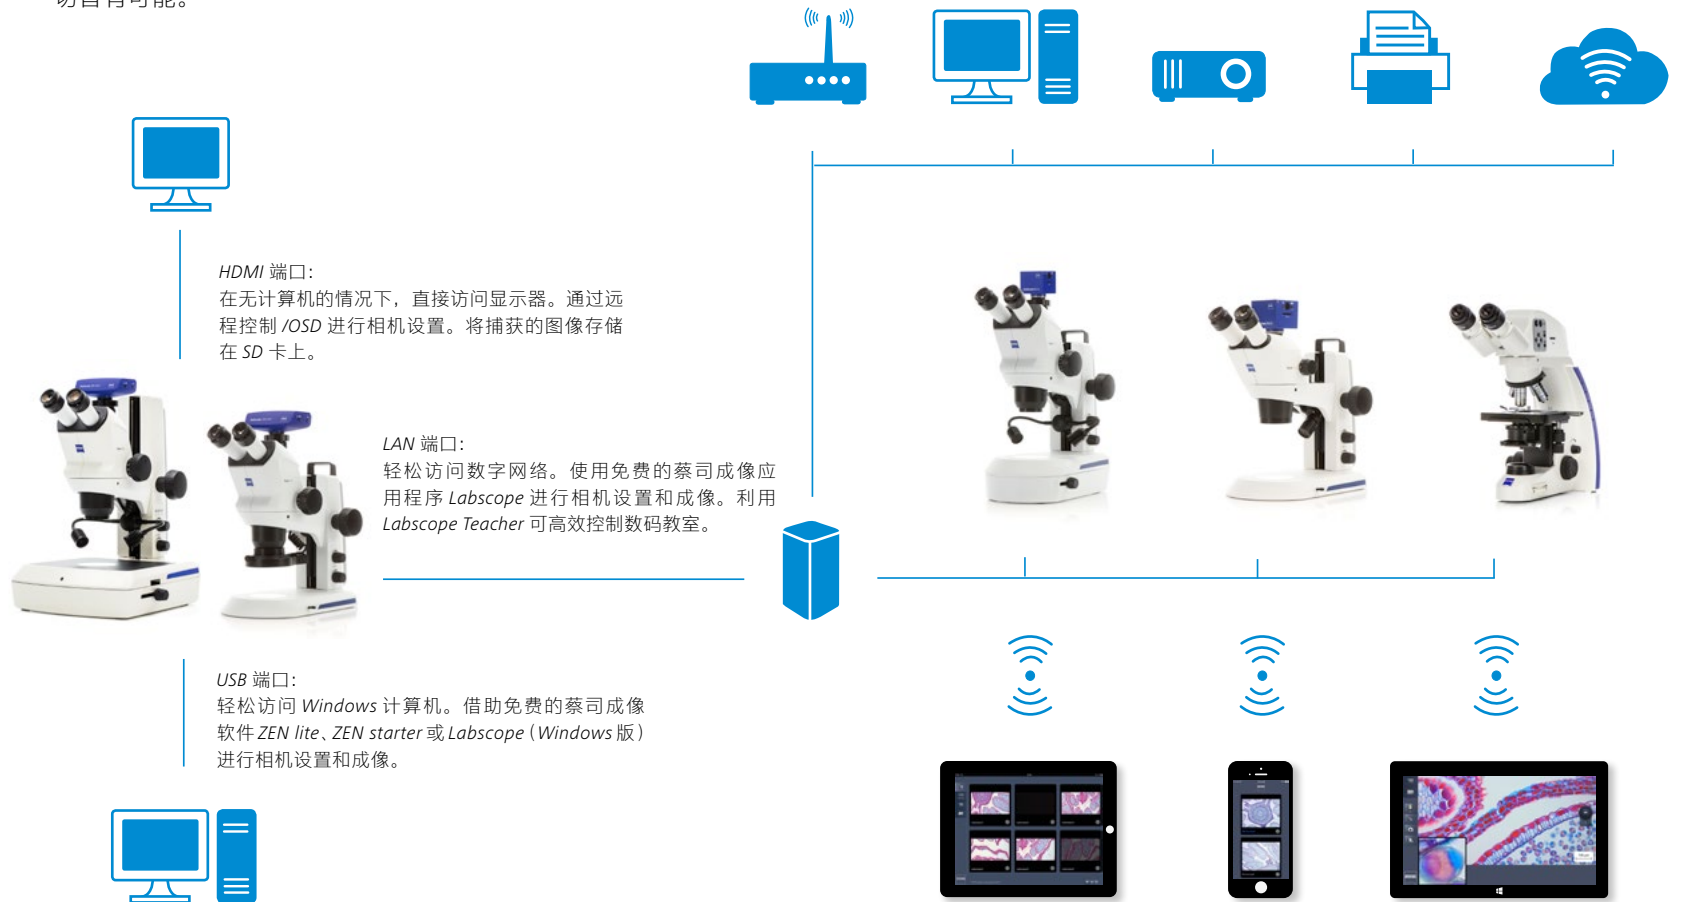 切皆有可能。
HDMI 端口：
在无计算机的情况下，直接访问显示器。通过远
程控制 /OSD 进行相机设置。将捕获的图像存储
在 SD 卡上。
LAN 端口：
轻松访问数字网络。使用免费的蔡司成像应
用程序 Labscope 进行相机设置和成像。利用
Labscope Teacher 可高效控制数码教室。
USB 端口：
轻松访问 Windows 计算机。借助免费的蔡司成像
软件 ZEN lite、ZEN starter 或 Labscope（Windows 版）
进行相机设置和成像。